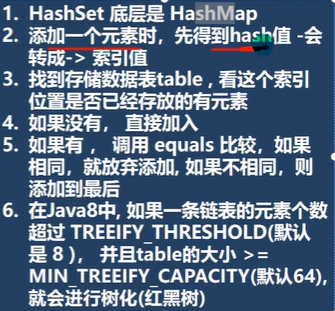 1. HashSet 底层是 HashMap
2. 添加一个元素时，先得到hash值 -会
转成-> 索引值
3. 找到存储数据表table，看这个索引
位置是否已经存放的有元素
4. 如果没有，直接加入
5. 如果有 ，调用 equals 比较，如果
相同，就放弃添加, 如果不相同，则
添加到最后
6. 在Java8中, 如果一条链表的元素个数
超过 TREEIFY_THRESHOLD(默认
是 8 )，并且table的大小 >=
MIN_TREEIFY_CAPACITY(默认64),
就会进行树化(红黑树)